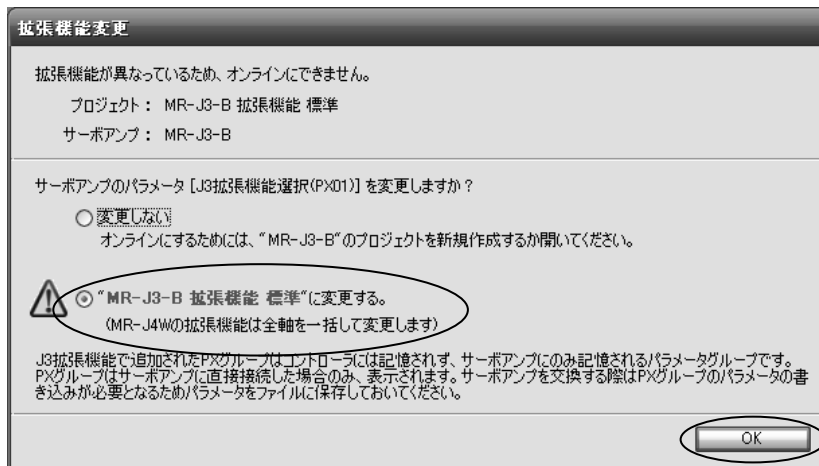 拡張機能変更
拡張機能が異なっているため、オンラインにできません。
プロジェクト： MR-J3-B 拡張機能 標準
サーボアンプ： MR-J3-B
サーボアンプのパラメータ [J3拡張機能選択(PX01)] を変更しますか？
変更しない
オンラインにするためには、“MR-J3-B”のプロジェクトを新規作成するか開いてください。
“MR-J3-B 拡張機能 標準”に変更する。
（MR-J4Wの拡張機能は全軸を一括して変更します）
J3拡張機能で追加されたPXグループはコントローラには記憶されず、サーボアンプにのみ記憶されるパラメータグループです。
PXグループはサーボアンプに直接接続した場合のみ、表示されます。サーボアンプを交換する際はPXグループのパラメータの書
き込みが必要となるためパラメータをファイルに保存しておいてください。
OK